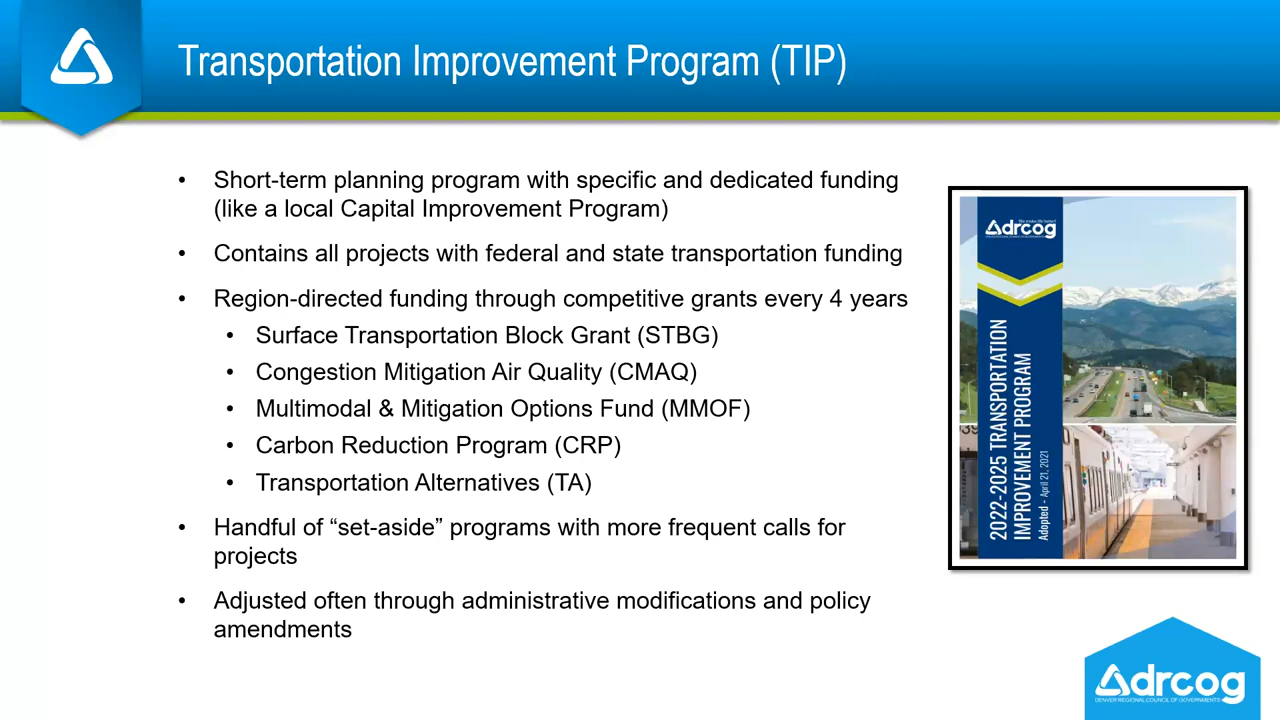 Transportation Improvement Program (TIP)
• Short-term planning program with specific and dedicated funding
(like a local Capital Improvement Program)
• Contains all projects with federal and state transportation funding
• Region-directed funding through competitive grants every 4 years
• Surface Transportation Block Grant (STBG)
• Congestion Mitigation Air Quality (CMAQ)
• Multimodal & Mitigation Options Fund (MMOF)
• Carbon Reduction Program (CRP)
• Transportation Alternatives (TA)
• Handful of “set-aside” programs with more frequent calls for
projects
• Adjusted often through administrative modifications and policy
amendments
drcog
2022-2025 TRANSPORTATION
IMPROVEMENT PROGRAM
Adopted - April 21, 2021
drcog
DENVER REGIONAL COUNCIL OF GOVERNMENTS